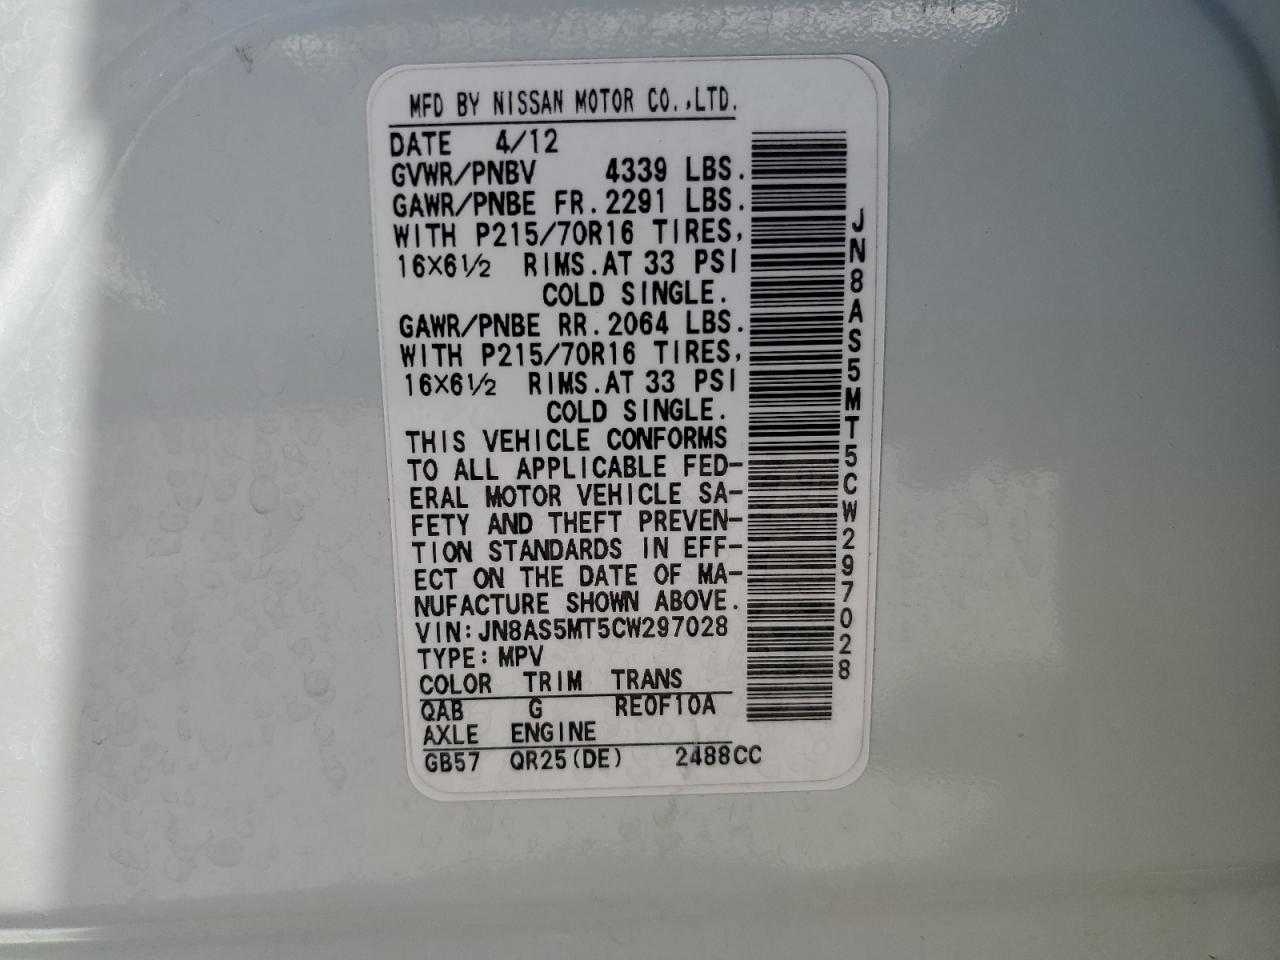 MFD BY NISSAN MOTOR CO.,LTD.
DATE 4/12
GVWR/PNBV 4339 LBS.
GAWR/PNBE FR.2291 LBS.
WITH P215/70R16 TIRES,
16×6½ RIMS.AT 33 PSI
COLD SINGLE.
GAWR/PNBE RR.2064 LBS.
WITH P215/70R16 TIRES,
16×6½ RIMS.AT 33 PSI
COLD SINGLE.
THIS VEHICLE CONFORMS
TO ALL APPLICABLE FED-
ERAL MOTOR VEHICLE SA-
FETY AND THEFT PREVEN-
TION STANDARDS IN EFF-
ECT ON THE DATE OF MA-
NUFACTURE SHOWN ABOVE.
VIN:JN8AS5MT5CW297028
TYPE:MPV
COLOR TRIM TRANS
QAB G RE0F10A
AXLE ENGINE
GB57 QR25(DE) 2488CC
JN8AS5MT5CW297028